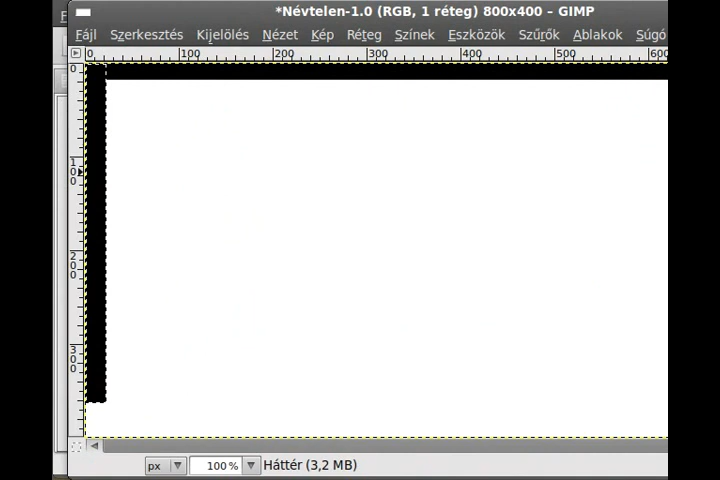 *Névtelen-1.0 (RGB, 1 réteg) 800x400 – GIMP
Fájl Szerkesztés Kijelölés Nézet Kép Réteg Színek Eszközök Szűrők Ablakok Súgó
0 100 200 300 400 500 600
0
100
200
300
px 100% Háttér (3,2 MB)